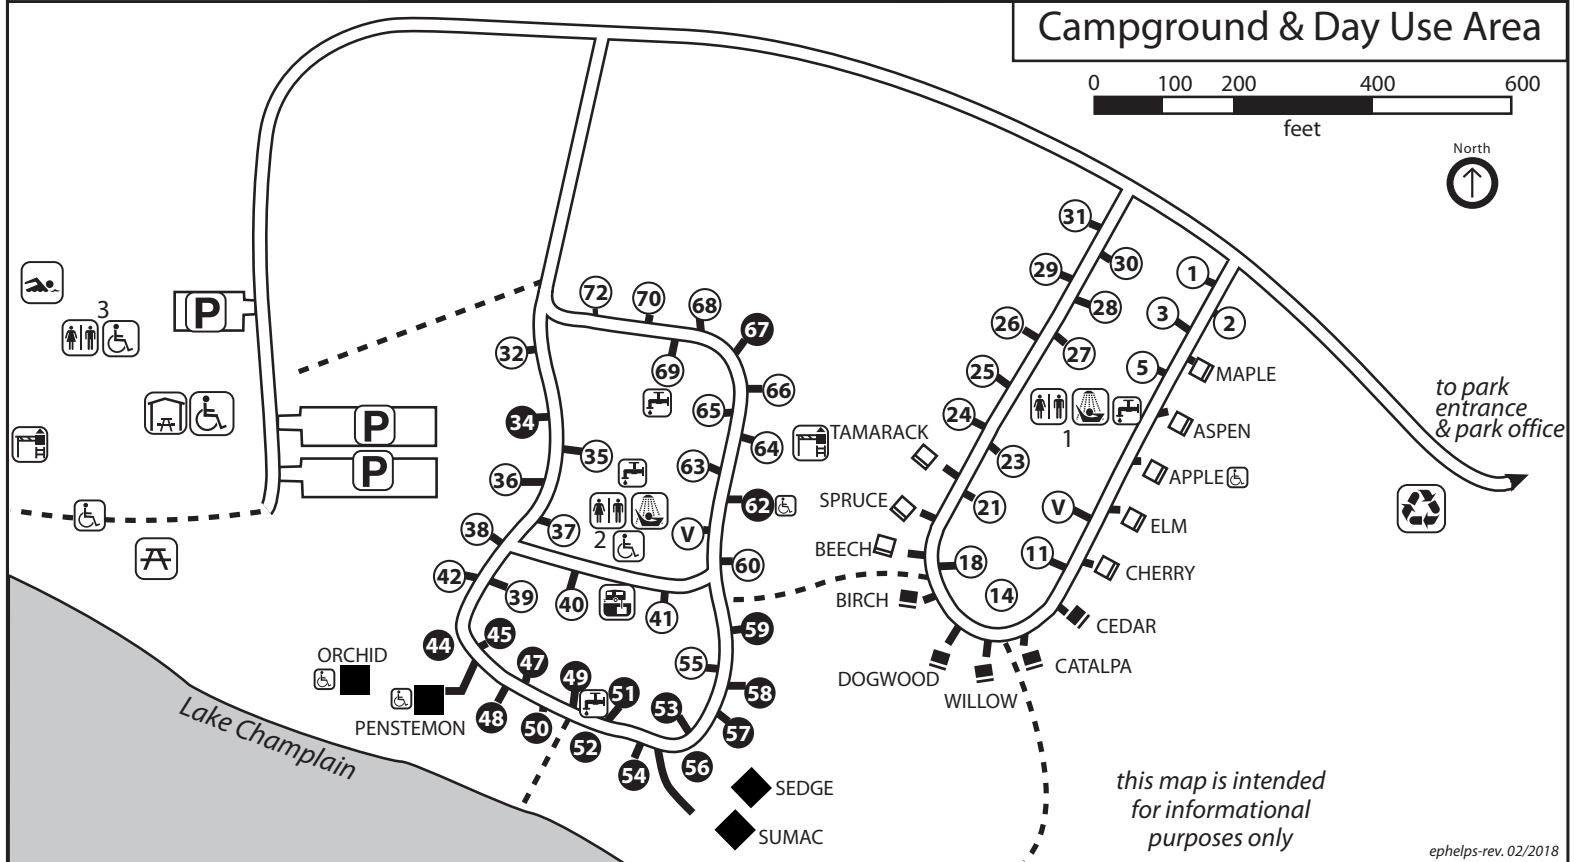 Campground & Day Use Area
0 100 200 400 600
feet
North
31
30
29
28
1
3
2
26
27
5
MAPLE
25
24
ASPEN
1
TAMARACK
23
APPLE
SPRUCE
21
V
ELM
BEECH
18
11
CHERRY
BIRCH
14
CEDAR
DOGWOOD
CATALPA
WILLOW
to park
entrance
& park office
3
P
P
P
72
70
68
67
32
69
66
34
65
64
35
63
36
62
38
37
2
V
60
42
39
40
41
59
44
45
55
ORCHID
47
49
51
58
53
PENSTEMON
48
50
57
52
54
56
SEDGE
SUMAC
Lake Champlain
this map is intended
for informational
purposes only
ephelps-rev. 02/2018